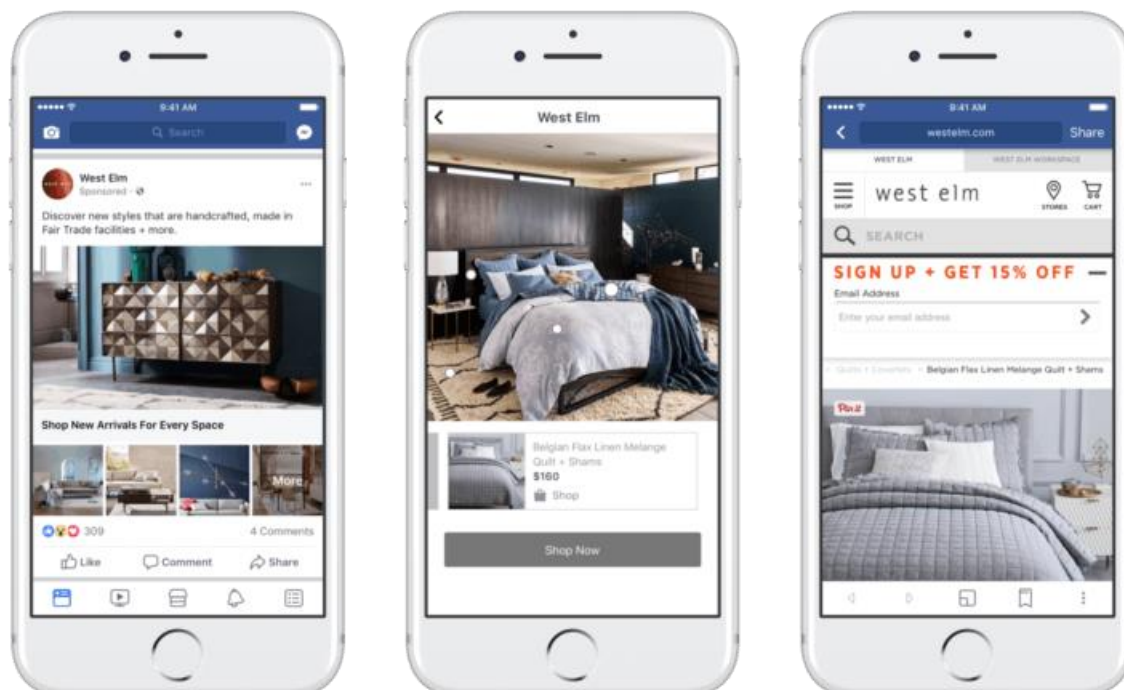 9:41 AM
Search
West Elm
Sponsored ·
Discover new styles that are handcrafted, made in
Fair Trade facilities + more.
Shop New Arrivals For Every Space
More
309
4 Comments
Like
Comment
Share
West Elm
Belgian Flax Linen Melange
Quilt + Shams
$160
Shop
Shop Now
9:41 AM
westelm.com
Share
WEST ELM
WEST ELM WORKSPACE
SHOP
west elm
STORES
CART
SEARCH
SIGN UP + GET 15% OFF
Email Address
Enter your email address
Quilts + Coverlets > Belgian Flax Linen Melange Quilt + Shams
Pin it